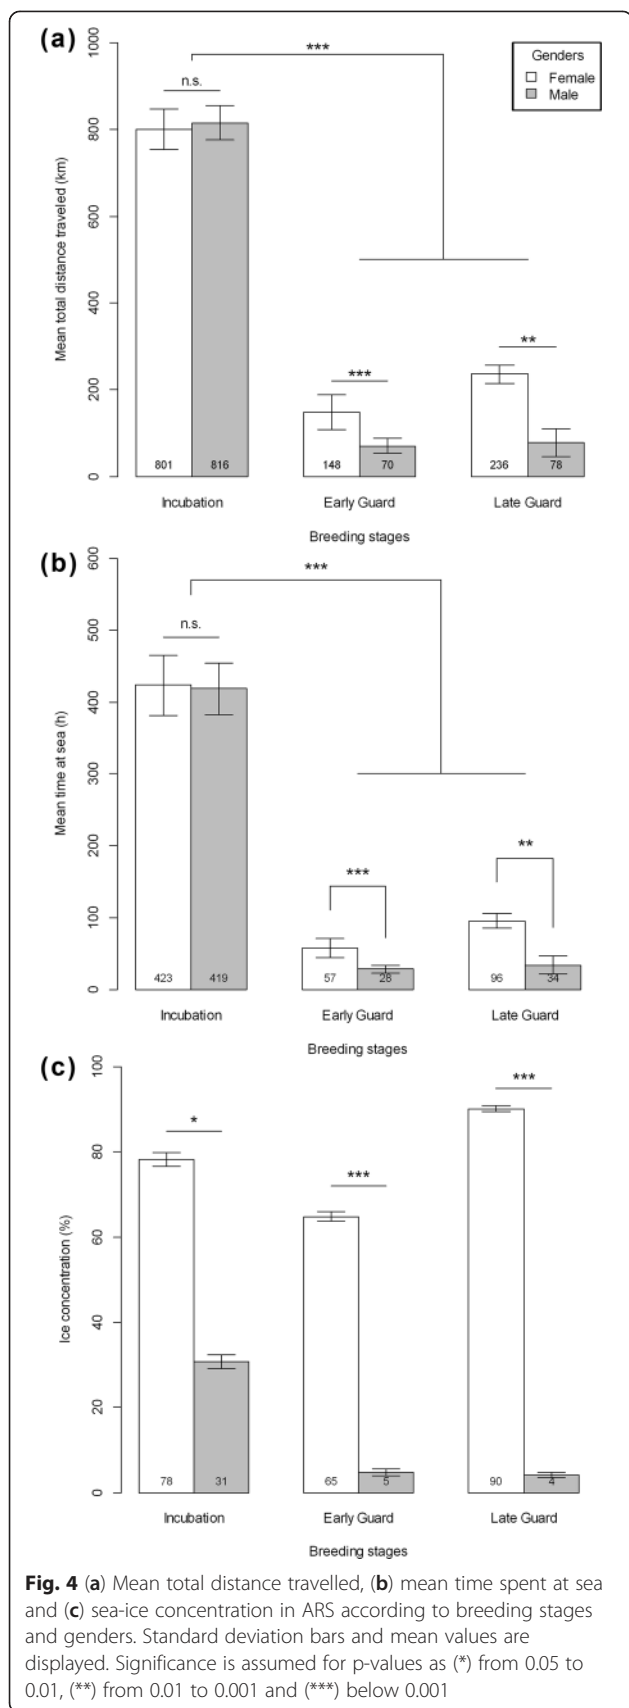 (a)
Mean total distance traveled (km)
0 200 400 600 800 1000
***
n.s.
***
**
Genders
Female
Male
801 816 148 70 236 78
Incubation Early Guard Late Guard
Breeding stages
(b)
Mean time at sea (h)
0 100 200 300 400 500 600
***
n.s.
***
**
423 419 57 28 96 34
Incubation Early Guard Late Guard
Breeding stages
(c)
Ice concentration (%)
0 20 40 60 80 100
*
***
***
78 31 65 5 90 4
Incubation Early Guard Late Guard
Breeding stages
Fig. 4 (a) Mean total distance travelled, (b) mean time spent at sea
and (c) sea-ice concentration in ARS according to breeding stages
and genders. Standard deviation bars and mean values are
displayed. Significance is assumed for p-values as (*) from 0.05 to
0.01, (**) from 0.01 to 0.001 and (***) below 0.001